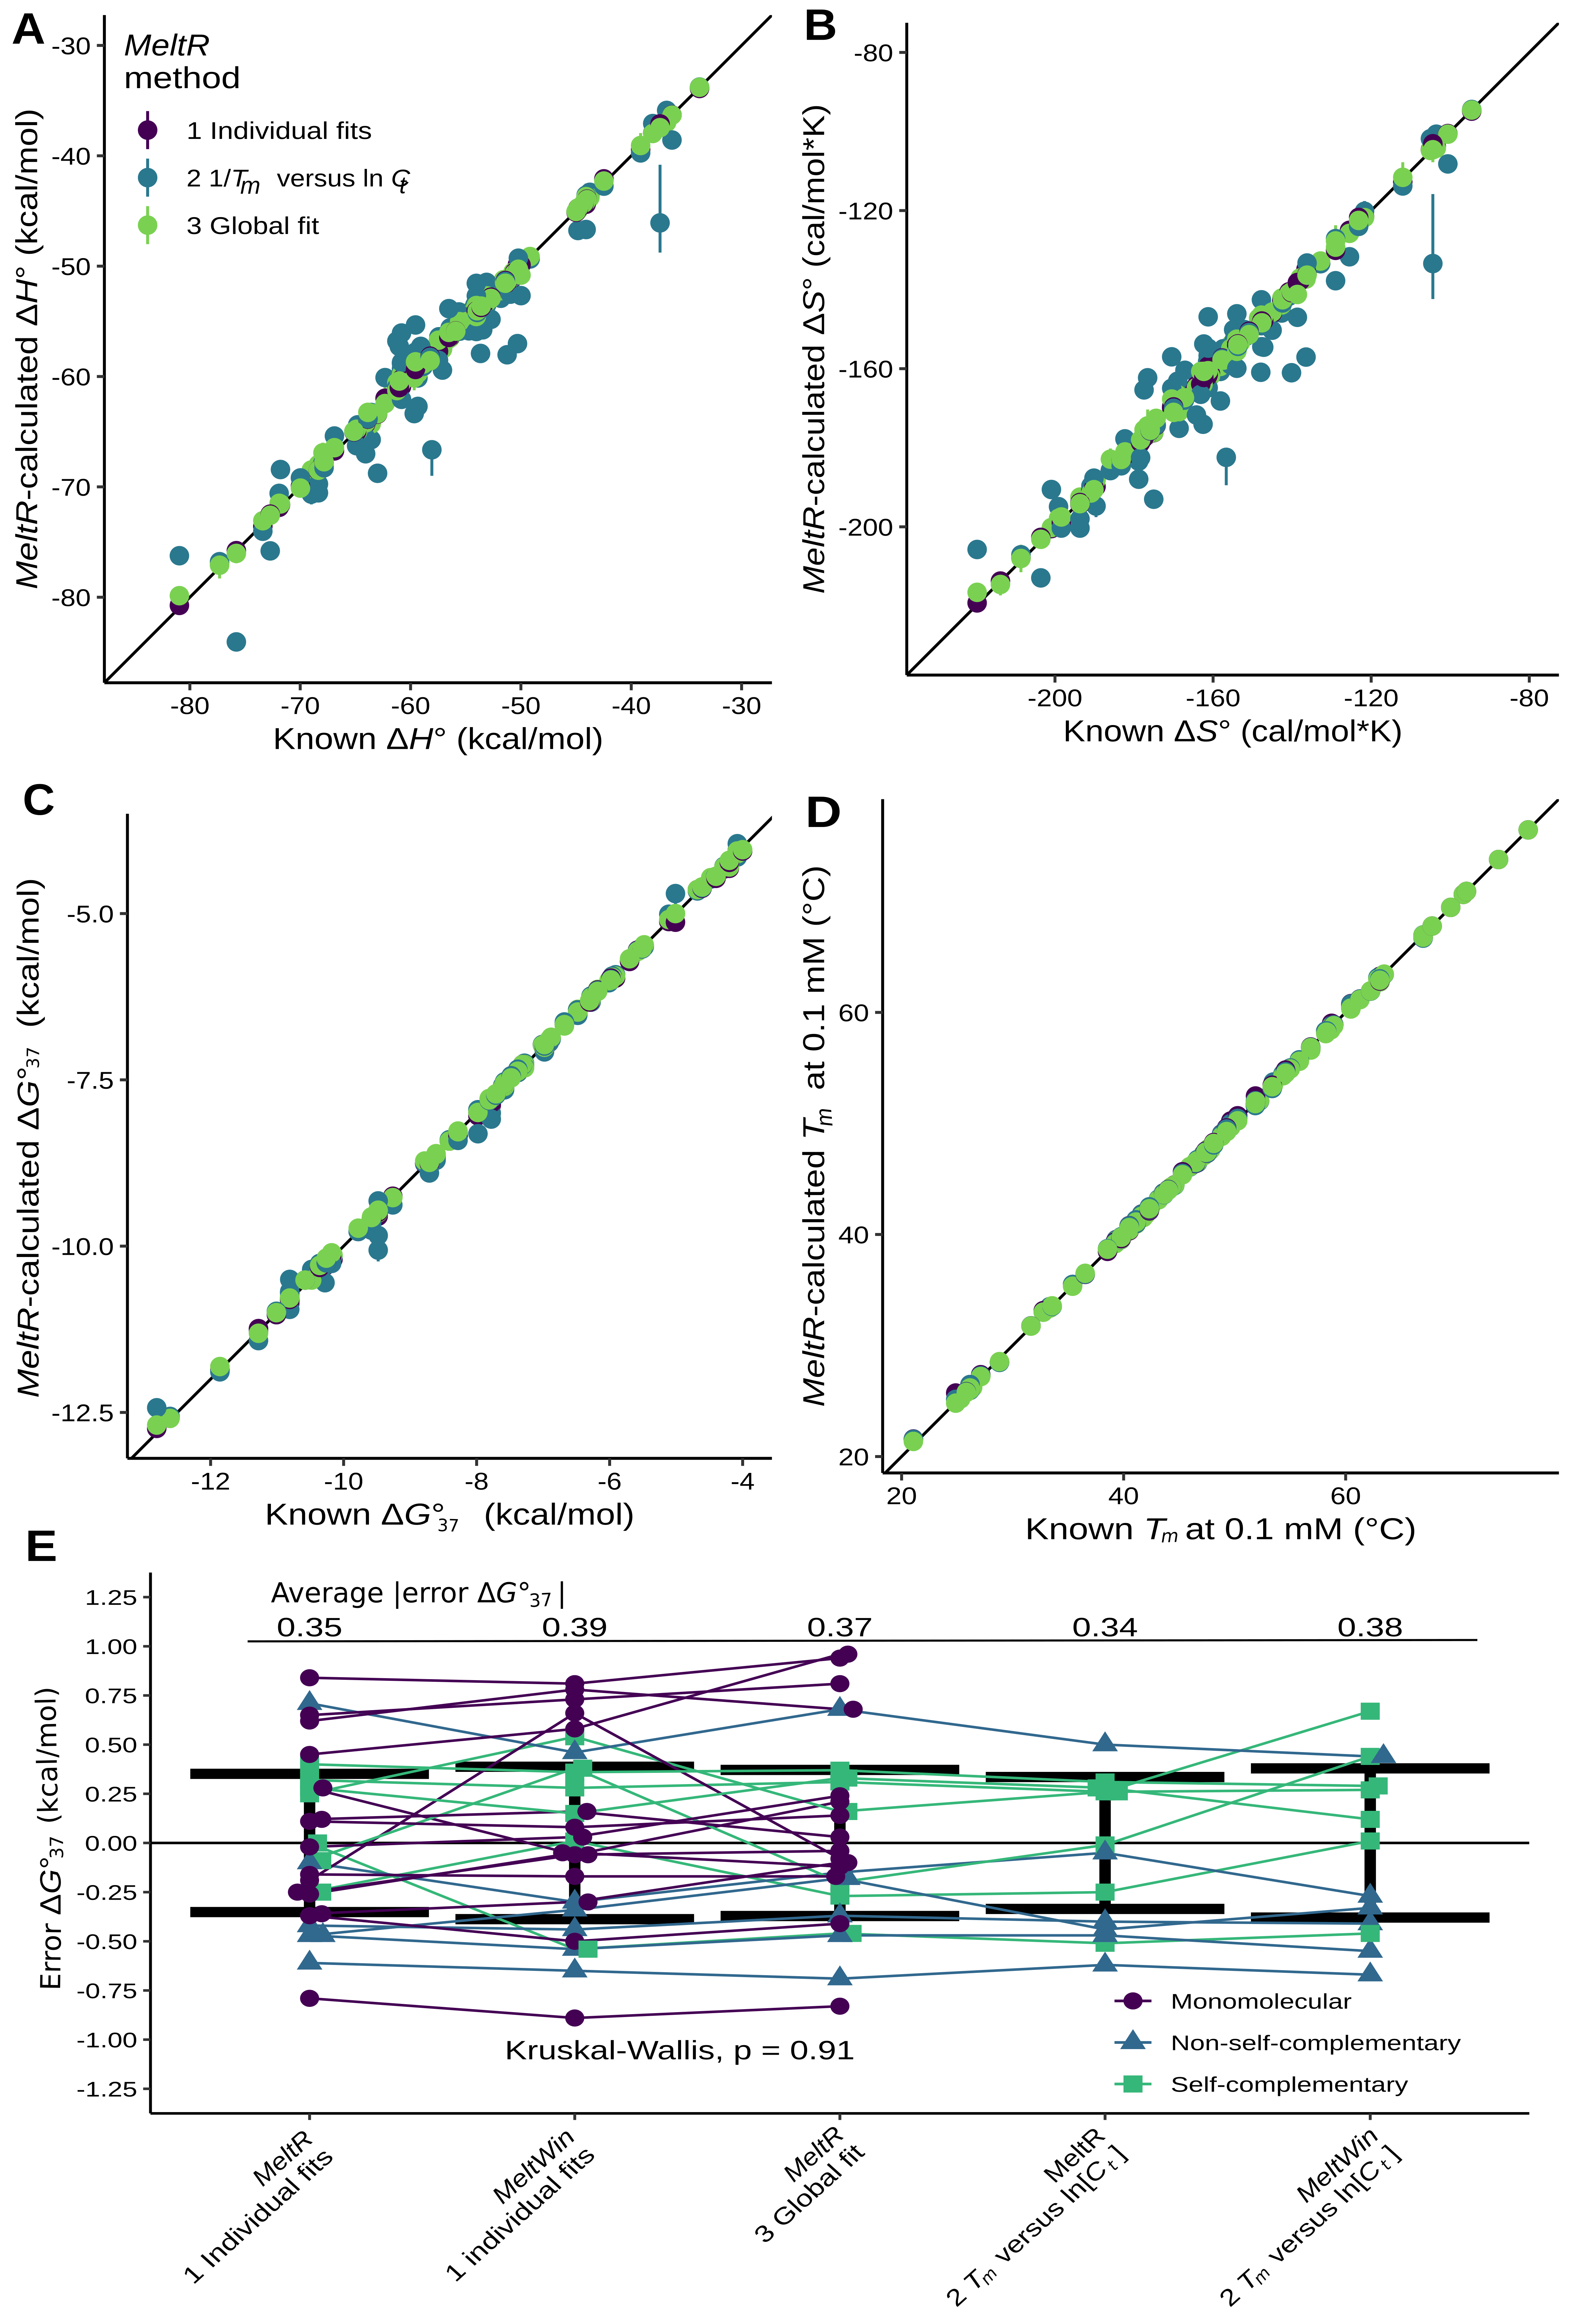 A
MeltR
method
1 Individual fits
2 1/Tm versus ln Ct
3 Global fit
-30
-40
-50
-60
-70
-80
MeltR-calculated ΔH° (kcal/mol)
-80 -70 -60 -50 -40 -30
Known ΔH° (kcal/mol)
B
-80
-120
-160
-200
MeltR-calculated ΔS° (cal/mol*K)
-200 -160 -120 -80
Known ΔS° (cal/mol*K)
C
-5.0
-7.5
-10.0
-12.5
MeltR-calculated ΔG°37 (kcal/mol)
-12 -10 -8 -6 -4
Known ΔG°37 (kcal/mol)
D
60
40
20
MeltR-calculated Tm at 0.1 mM (°C)
20 40 60
Known Tm at 0.1 mM (°C)
E
Average |error ΔG°37|
0.35 0.39 0.37 0.34 0.38
1.25
1.00
0.75
0.50
0.25
0.00
-0.25
-0.50
-0.75
-1.00
-1.25
Error ΔG°37 (kcal/mol)
Kruskal-Wallis, p = 0.91
Monomolecular
Non-self-complementary
Self-complementary
MeltR
1 Individual fits
MeltWin
1 individual fits
MeltR
3 Global fit
MeltR
2 Tm versus ln[Ct]
MeltWin
2 Tm versus ln[Ct]